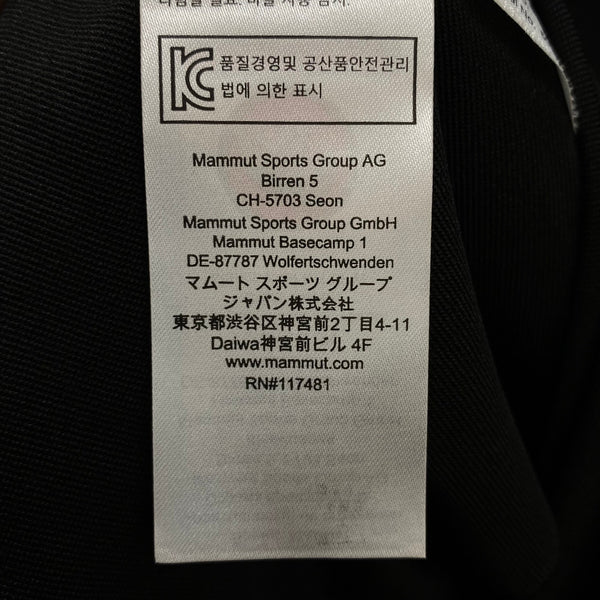 KC 품질경영및 공산품안전관리
법에 의한 표시
Mammut Sports Group AG
Birren 5
CH-5703 Seon
Mammut Sports Group GmbH
Mammut Basecamp 1
DE-87787 Wolfertschwenden
マムート スポーツ グループ
ジャパン株式会社
東京都渋谷区神宮前2丁目4-11
Daiwa神宮前ビル 4F
www.mammut.com
RN#117481